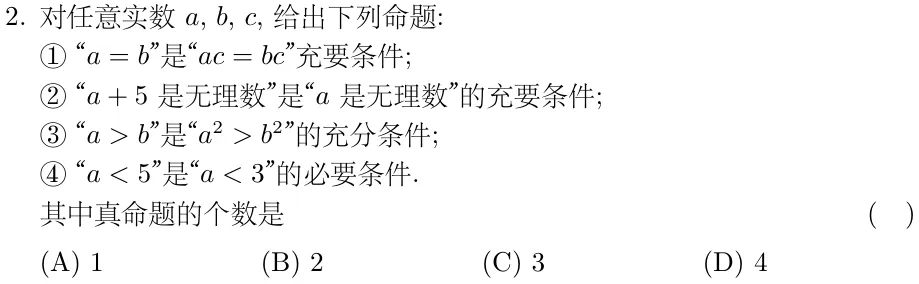 2. 对任意实数 a, b, c, 给出下列命题:
① “a = b”是“ac = bc”充要条件;
② “a + 5 是无理数”是“a 是无理数”的充要条件;
③ “a > b”是“a² > b²”的充分条件;
④ “a < 5”是“a < 3”的必要条件.
其中真命题的个数是 ( )
(A) 1 (B) 2 (C) 3 (D) 4